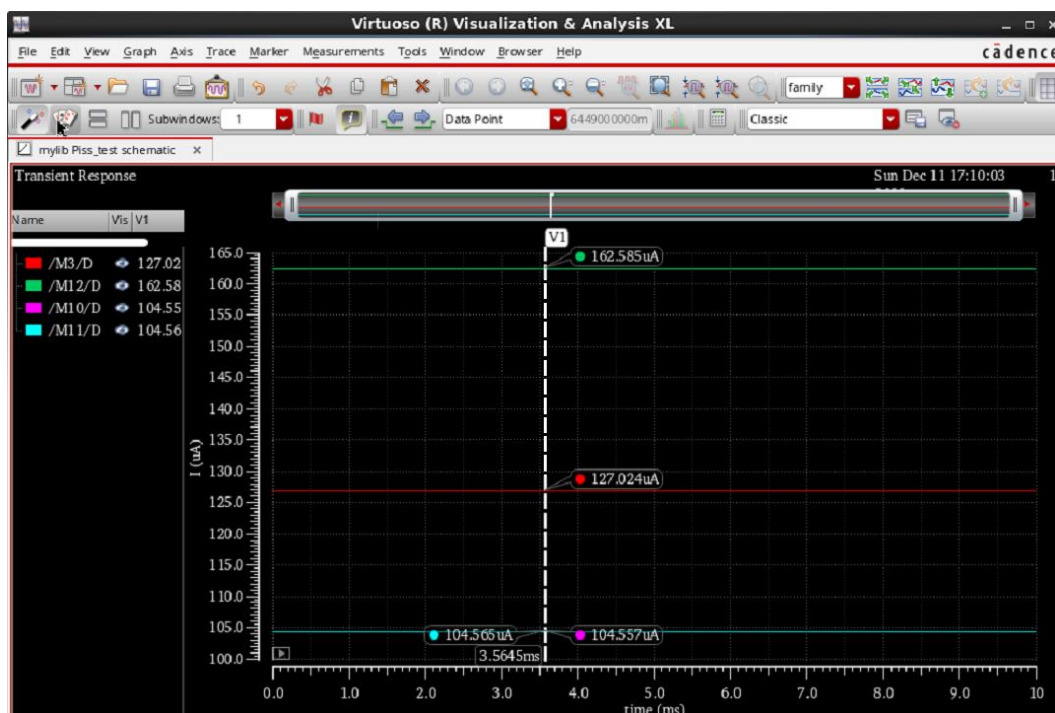 Virtuoso (R) Visualization & Analysis XL
File Edit View Graph Axis Trace Marker Measurements Tools Window Browser Help cādence
family
Subwindows: 1 Data Point 6449000000m Classic
mylib Piss_test schematic x
Transient Response Sun Dec 11 17:10:03 1
Name Vis V1
V1
/M3/D 127.02
/M12/D 162.58
/M10/D 104.55
/M11/D 104.56
165.0
162.585uA
160.0
155.0
150.0
145.0
140.0
135.0
I (uA)
130.0
127.024uA
125.0
120.0
115.0
110.0
105.0
104.565uA 104.557uA
100.0
3.5645ms
0.0 1.0 2.0 3.0 4.0 5.0 6.0 7.0 8.0 9.0 10
time (ms)